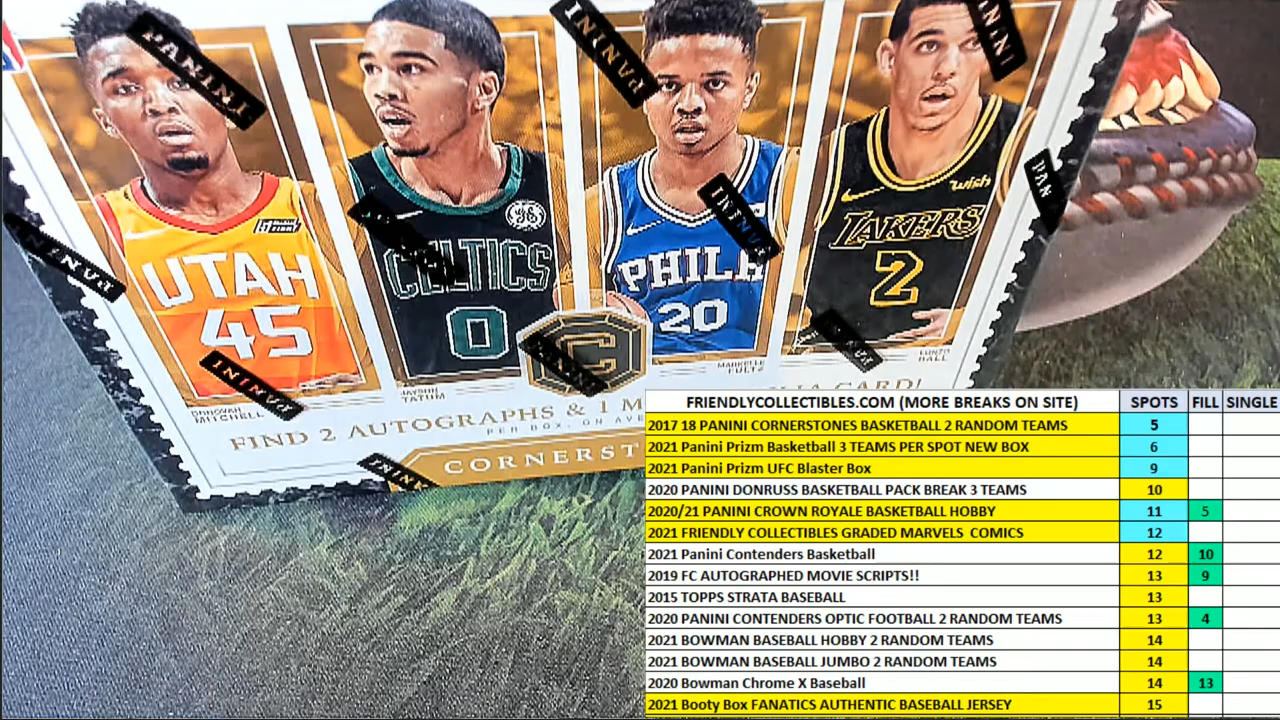 PANINI
PANINI
PANINI
wish
PAN
PANINI
PANINI
UTAH
45
CELTICS
0
PHILA
20
LAKERS
2
C
PANINI
DONOVAN
MITCHELL
JAYSON
TATUM
MARKELLE
FULTZ
LONZO
BALL
FIND 2 AUTOGRAPHS & 1 M
LIA CARD!
PER BOX, ON AVE
CORNERST
PANINI
FRIENDLYCOLLECTIBLES.COM (MORE BREAKS ON SITE) SPOTS FILL SINGLE
2017 18 PANINI CORNERSTONES BASKETBALL 2 RANDOM TEAMS 5
2021 Panini Prizm Basketball 3 TEAMS PER SPOT NEW BOX 6
2021 Panini Prizm UFC Blaster Box 9
2020 PANINI DONRUSS BASKETBALL PACK BREAK 3 TEAMS 10
2020/21 PANINI CROWN ROYALE BASKETBALL HOBBY 11 5
2021 FRIENDLY COLLECTIBLES GRADED MARVELS COMICS 12
2021 Panini Contenders Basketball 12 10
2019 FC AUTOGRAPHED MOVIE SCRIPTS!! 13 9
2015 TOPPS STRATA BASEBALL 13
2020 PANINI CONTENDERS OPTIC FOOTBALL 2 RANDOM TEAMS 13 4
2021 BOWMAN BASEBALL HOBBY 2 RANDOM TEAMS 14
2021 BOWMAN BASEBALL JUMBO 2 RANDOM TEAMS 14
2020 Bowman Chrome X Baseball 14 13
2021 Booty Box FANATICS AUTHENTIC BASEBALL JERSEY 15